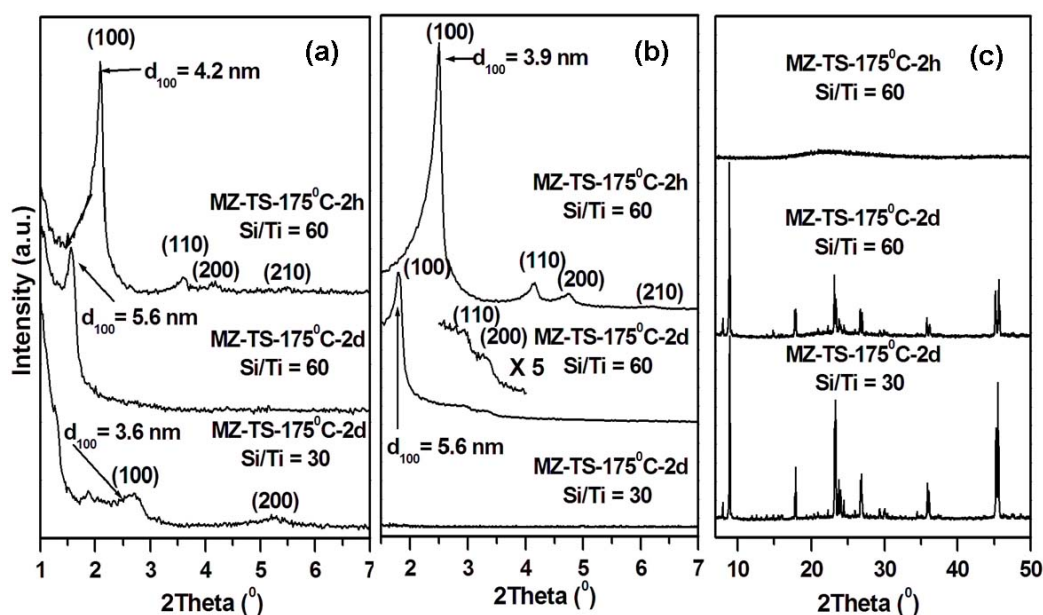 Intensity (a.u.)
(a)
(100)
d100 = 4.2 nm
MZ-TS-175⁰C-2h
Si/Ti = 60
(110)
(200)
(210)
d100 = 5.6 nm
MZ-TS-175⁰C-2d
Si/Ti = 60
d100 = 3.6 nm
MZ-TS-175⁰C-2d
Si/Ti = 30
(100)
(200)
1 2 3 4 5 6 7
2Theta (⁰)
(b)
(100)
d100 = 3.9 nm
MZ-TS-175⁰C-2h
Si/Ti = 60
(110)
(200)
(210)
(100)
(110)
(200)
X 5
MZ-TS-175⁰C-2d
Si/Ti = 60
d100 = 5.6 nm
MZ-TS-175⁰C-2d
Si/Ti = 30
2 3 4 5 6 7
2Theta (⁰)
(c)
MZ-TS-175⁰C-2h
Si/Ti = 60
MZ-TS-175⁰C-2d
Si/Ti = 60
MZ-TS-175⁰C-2d
Si/Ti = 30
10 20 30 40 50
2Theta (⁰)